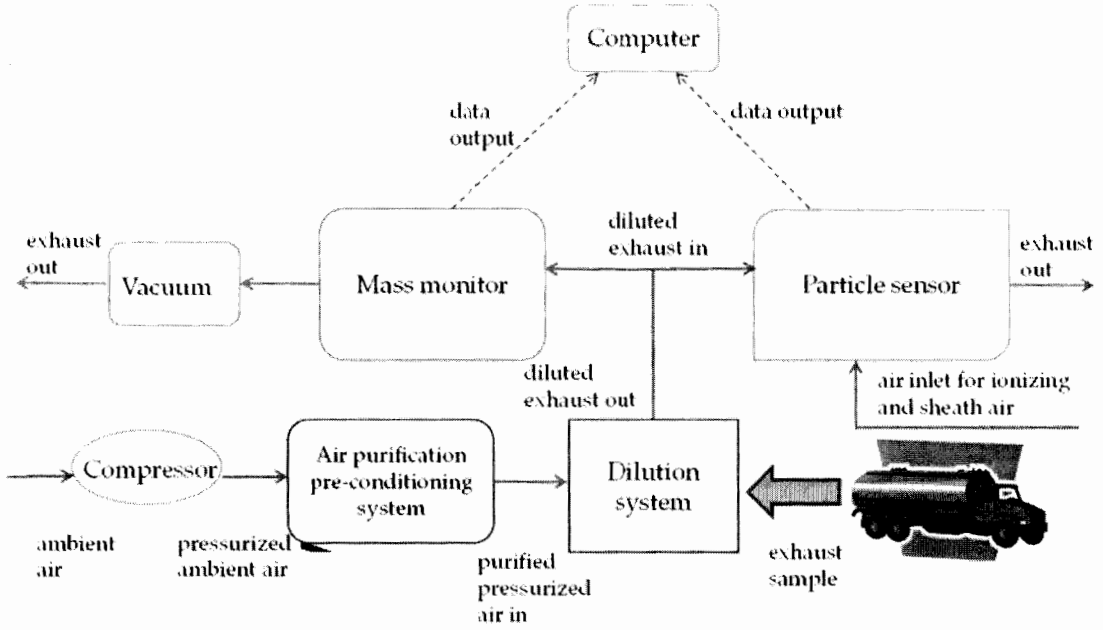 Computer
data
output
data output
diluted
exhaust in
exhaust
out
Vacuum
Mass monitor
Particle sensor
exhaust
out
diluted
exhaust out
air inlet for ionizing
and sheath air
Compressor
Air purification
pre-conditioning
system
Dilution
system
ambient
air
pressurized
ambient air
purified
pressurized
air in
exhaust
sample